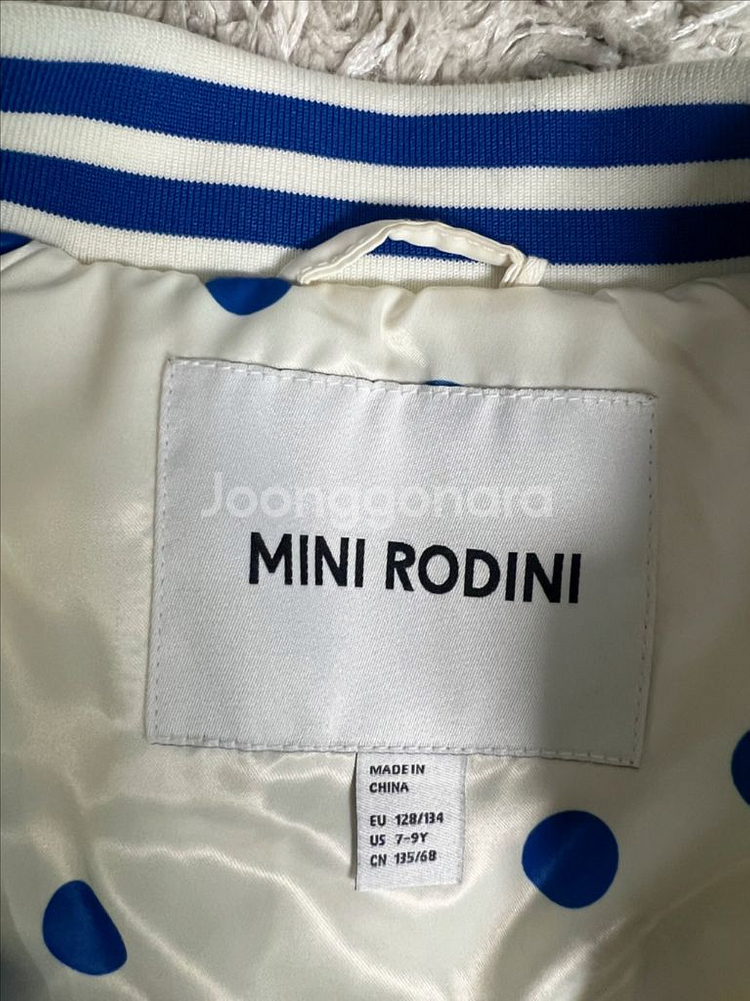 Joonggonara
MINI RODINI
MADE IN
CHINA
EU 128/134
US 7-9Y
CN 135/68